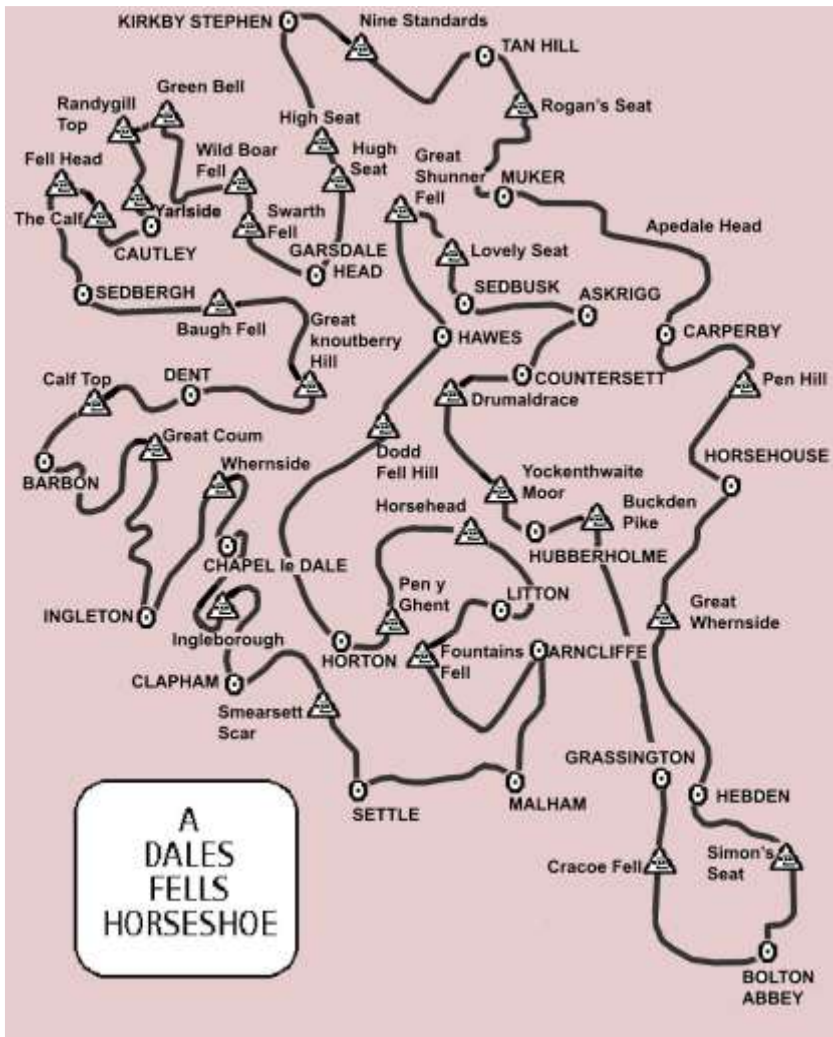 KIRKBY STEPHEN
Nine Standards
TAN HILL
Green Bell
Randygill
Top
High Seat
Rogan's Seat
Fell Head
Wild Boar
Fell
Hugh
Seat
Great
Shunner
Fell
MUKER
The Calf
Yarlside
Swarth
Fell
Apedale Head
CAUTLEY
GARSDALE
HEAD
Lovely Seat
SEDBERGH
SEDBUSK
ASKRIGG
Baugh Fell
Great
knoutberry
Hill
HAWES
CARPERBY
Calf Top
DENT
COUNTERSETT
Pen Hill
Drumaldrace
Great Coum
BARBON
Whernside
Dodd
Fell Hill
Yockenthwaite
Moor
HORSEHOUSE
Horsehead
Buckden
Pike
CHAPEL le DALE
HUBBERHOLME
INGLETON
Pen y
Ghent
LITTON
Great
Whernside
Ingleborough
HORTON
Fountains
Fell
ARNCLIFFE
CLAPHAM
Smearsett
Scar
GRASSINGTON
SETTLE
MALHAM
HEBDEN
A
DALES
FELLS
HORSESHOE
Cracoe Fell
Simon's
Seat
BOLTON
ABBEY